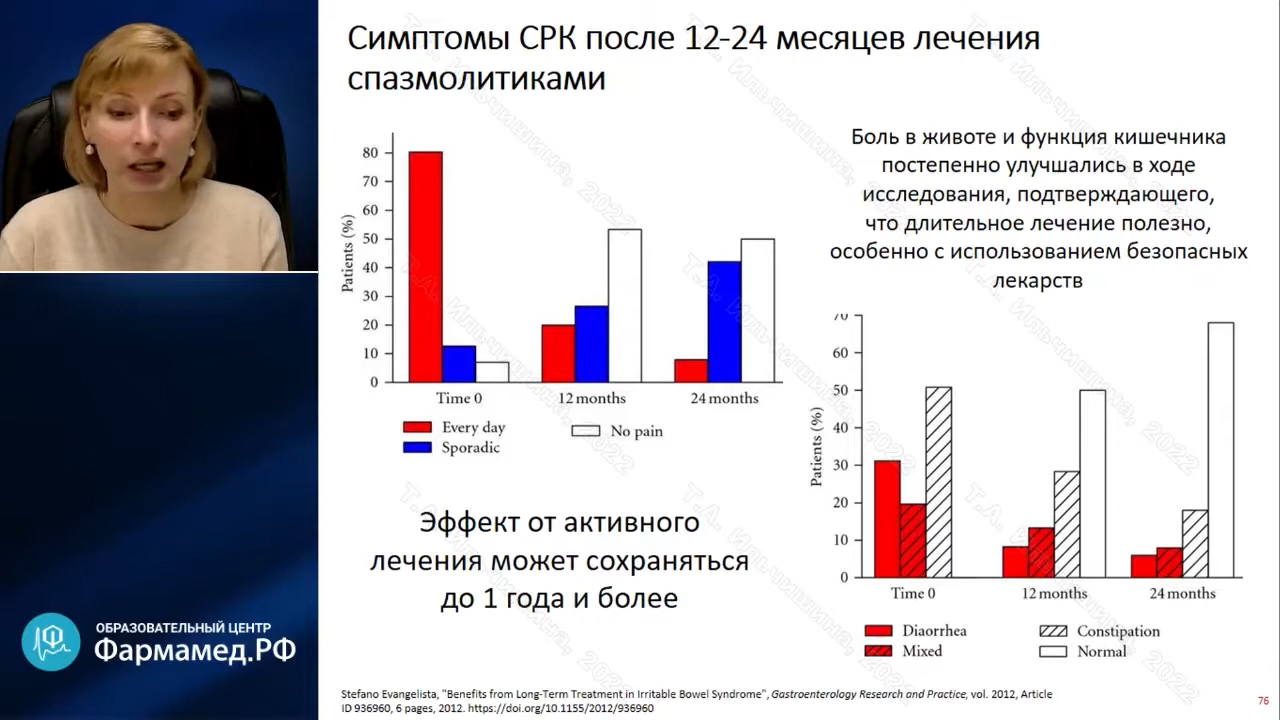 Симптомы СРК после 12-24 месяцев лечения
спазмолитиками
Patients (%)
80
70
60
50
40
30
20
10
0
Time 0
12 months
24 months
Every day
Sporadic
No pain
Боль в животе и функция кишечника
постепенно улучшались в ходе
исследования, подтверждающего,
что длительное лечение полезно,
особенно с использованием безопасных
лекарств
Patients (%)
70
60
50
40
30
20
10
0
Time 0
12 months
24 months
Diaorrhea
Mixed
Constipation
Normal
Эффект от активного
лечения может сохраняться
до 1 года и более
ОБРАЗОВАТЕЛЬНЫЙ ЦЕНТР
Фармамед.РФ
Stefano Evangelista, "Benefits from Long-Term Treatment in Irritable Bowel Syndrome", Gastroenterology Research and Practice, vol. 2012, Article
ID 936960, 6 pages, 2012. https://doi.org/10.1155/2012/936960
76
Т.А. Ильчишина, 2022